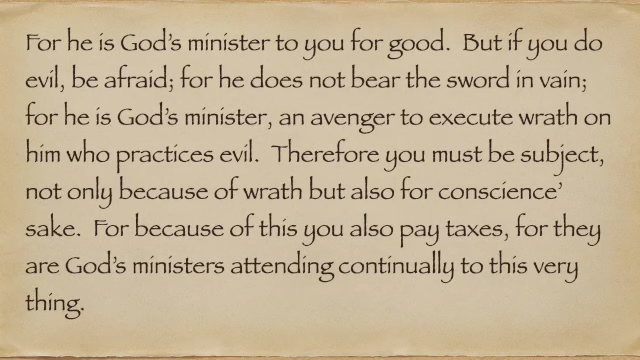 For he is God's minister to you for good.  But if you do
evil, be afraid; for he does not bear the sword in vain;
for he is God's minister, an avenger to execute wrath on
him who practices evil.  Therefore you must be subject,
not only because of wrath but also for conscience'
sake.  For because of this you also pay taxes, for they
are God's ministers attending continually to this very
thing.